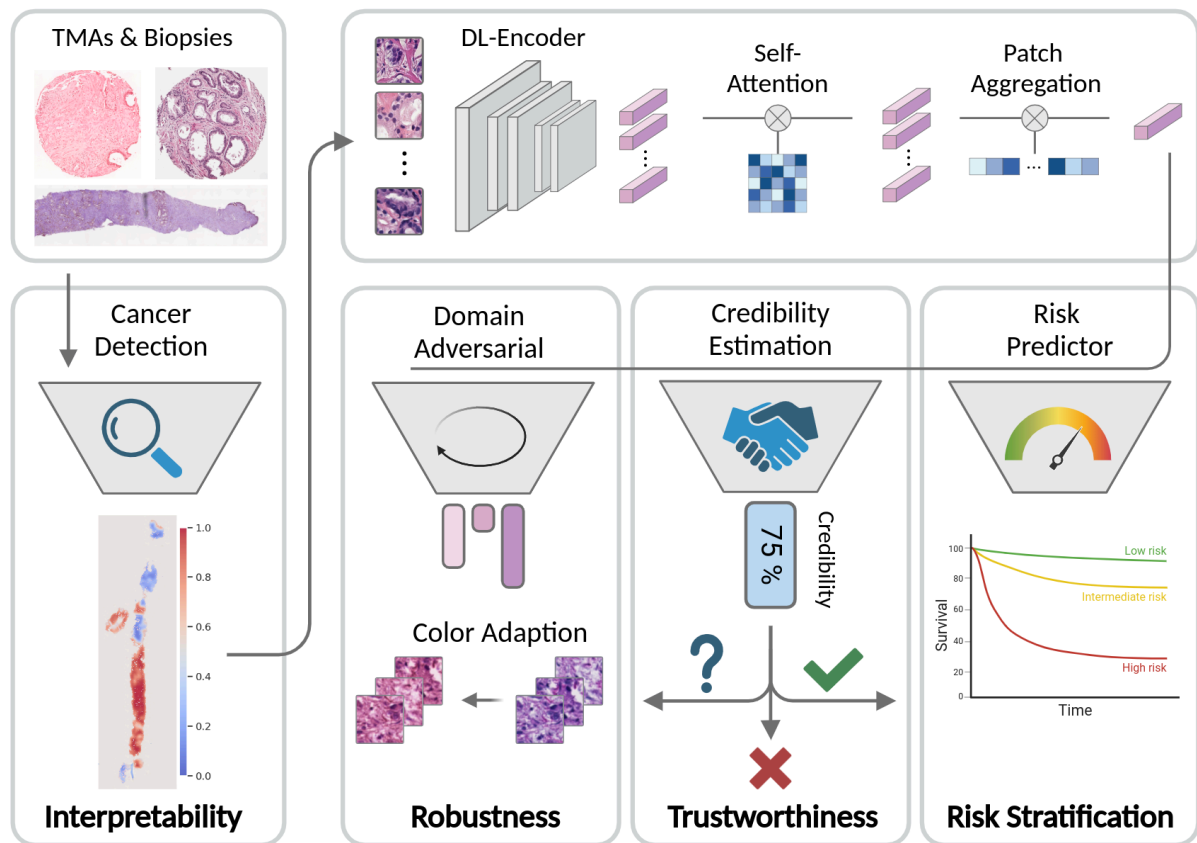 TMAs & Biopsies
DL-Encoder
Self-
Attention
Patch
Aggregation
Cancer
Detection
1.0
0.8
0.6
0.4
0.2
0.0
Interpretability
Domain
Adversarial
Color Adaption
Robustness
Credibility
Estimation
75 %
Credibility
?
Trustworthiness
Risk
Predictor
Survival
100
80
60
40
20
0
Low risk
Intermediate risk
High risk
Time
Risk Stratification